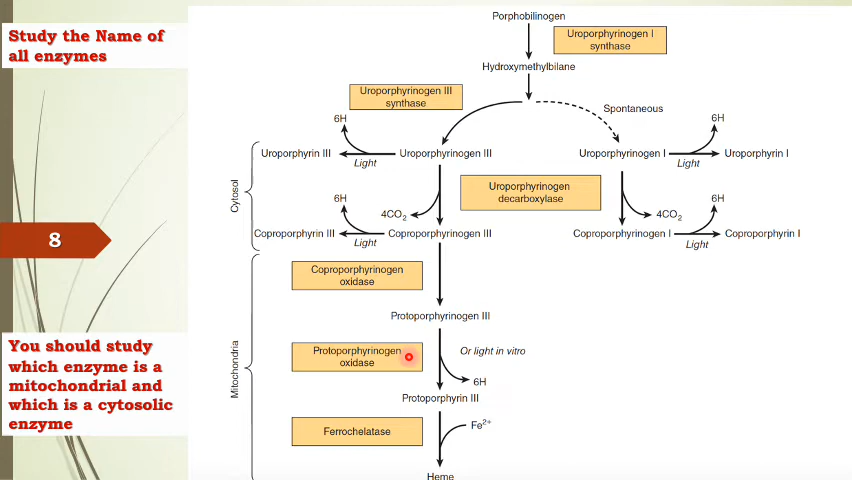 Study the Name of
all enzymes
8
You should study
which enzyme is a
mitochondrial and
which is a cytosolic
enzyme
Porphobilinogen
Uroporphyrinogen I
synthase
Hydroxymethylbilane
Uroporphyrinogen III
synthase
Spontaneous
6H
6H
Uroporphyrin III
Light
Uroporphyrinogen III
Uroporphyrinogen I
Light
Uroporphyrin I
Cytosol
Uroporphyrinogen
decarboxylase
6H
4CO2
4CO2
6H
Coproporphyrin III
Light
Coproporphyrinogen III
Coproporphyrinogen I
Light
Coproporphyrin I
Mitochondria
Coproporphyrinogen
oxidase
Protoporphyrinogen III
Protoporphyrinogen
oxidase
Or light in vitro
6H
Protoporphyrin III
Ferrochelatase
Fe2+
Heme